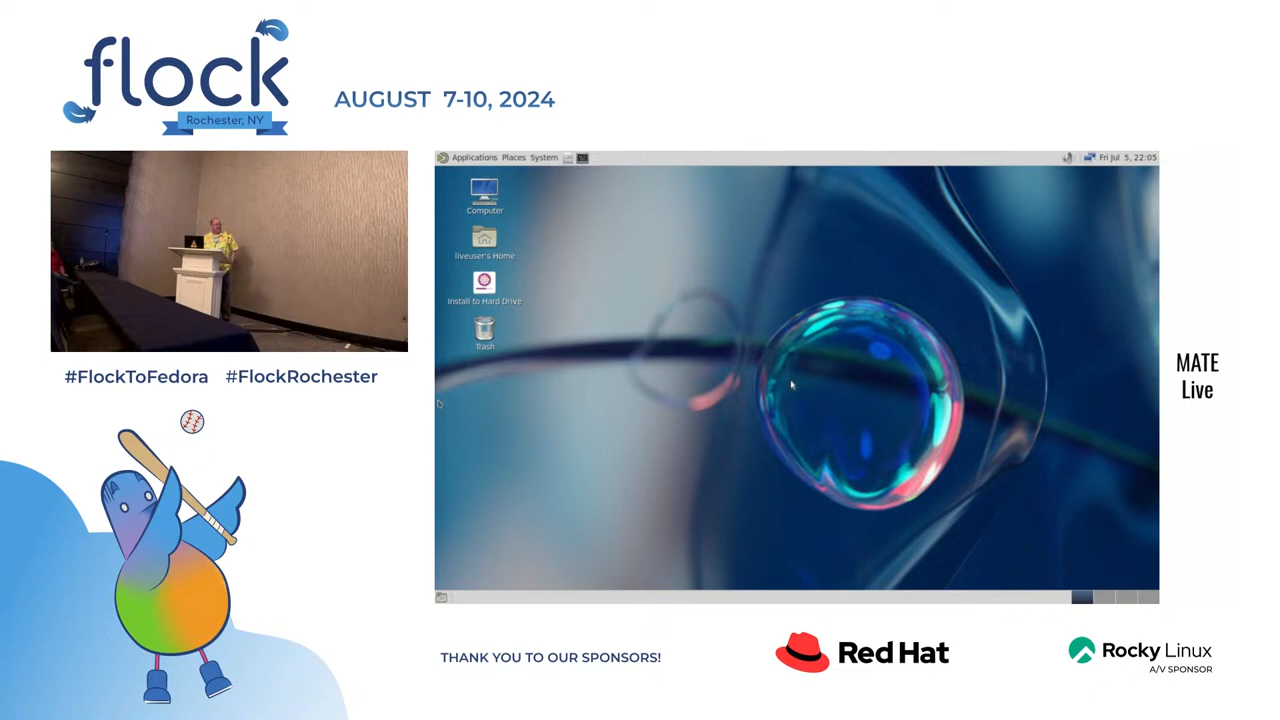 flock
Rochester, NY
AUGUST 7-10, 2024
Applications Places System
Fri Jul 5, 22:05
Computer
liveuser's Home
Install to Hard Drive
Trash
MATE
Live
#FlockToFedora #FlockRochester
THANK YOU TO OUR SPONSORS!
Red Hat
Rocky Linux
A/V SPONSOR